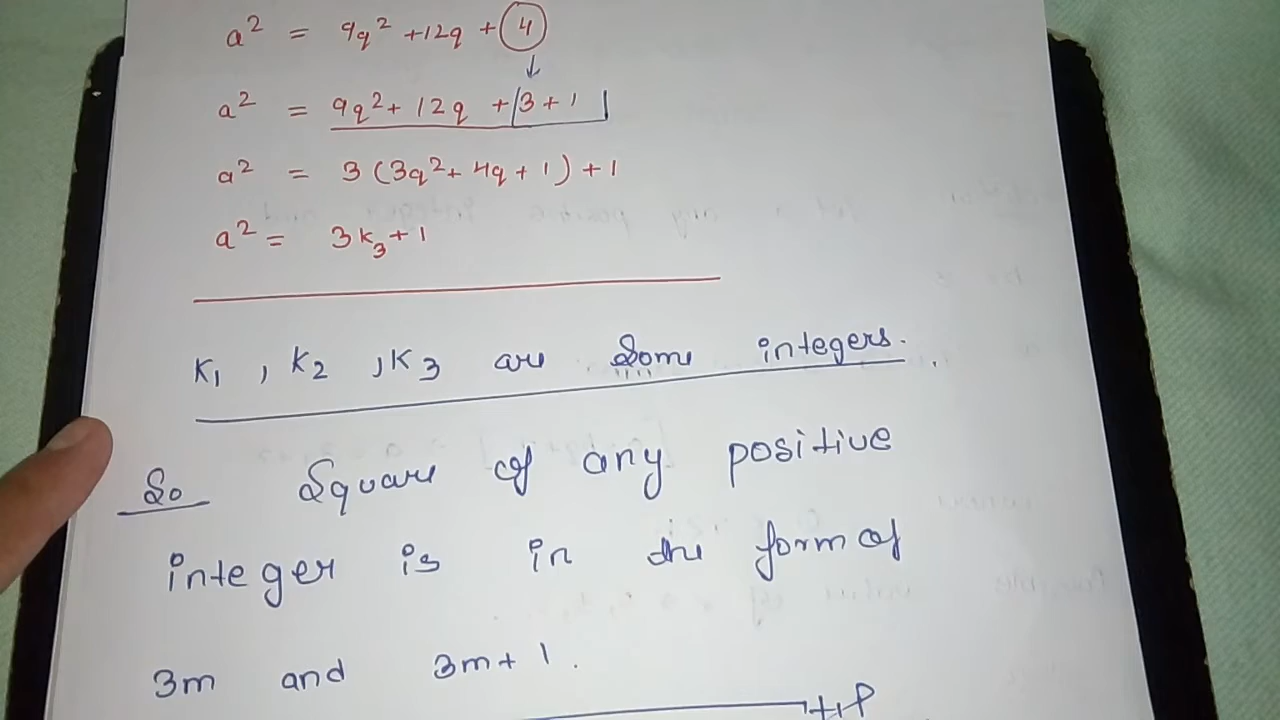 a² = 9q² + 12q + 4
a² = 9q² + 12q + 3 + 1
a² = 3 (3q² + 4q + 1) + 1
a² = 3k₃ + 1
K₁ , K₂ , K₃ are some integers.
So Square of any positive
integer is in the form of
3m and 3m + 1 .